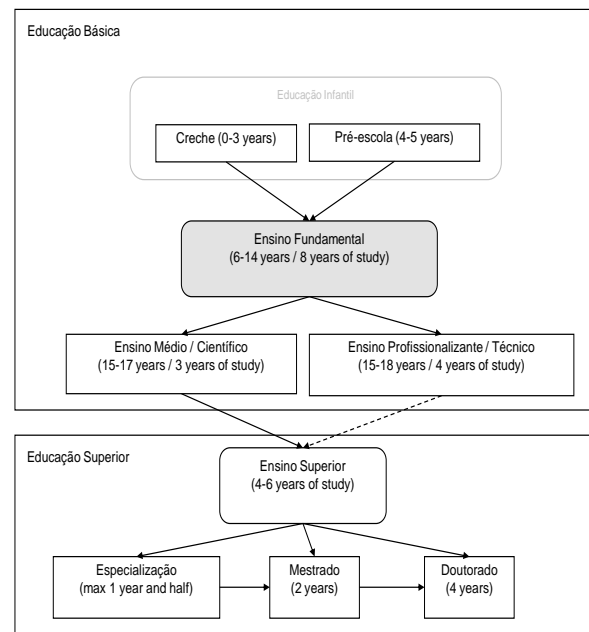 Educação Básica
Educação Infantil
Creche (0-3 years)
Pré-escola (4-5 years)
Ensino Fundamental
(6-14 years / 8 years of study)
Ensino Médio / Científico
(15-17 years / 3 years of study)
Ensino Profissionalizante / Técnico
(15-18 years / 4 years of study)
Educação Superior
Ensino Superior
(4-6 years of study)
Especialização
(max 1 year and half)
Mestrado
(2 years)
Doutorado
(4 years)